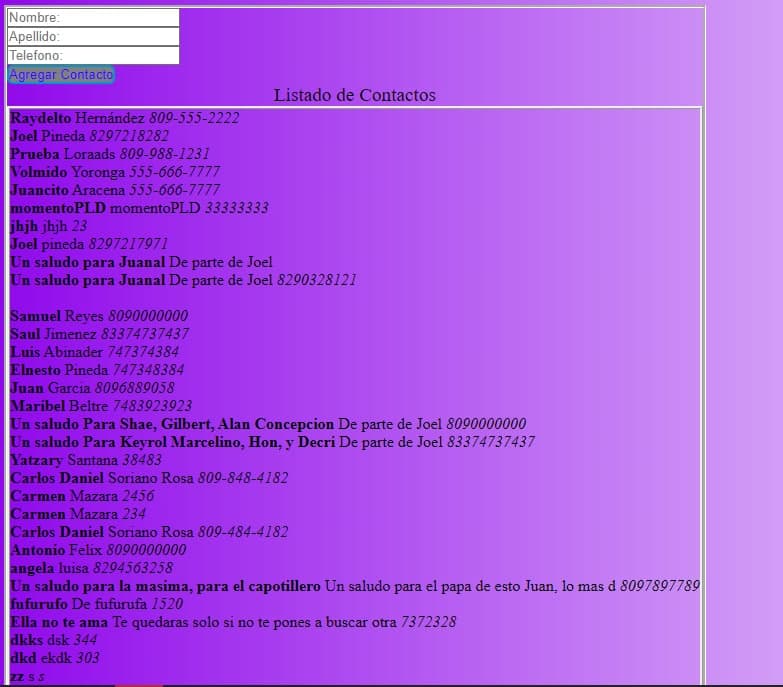 Nombre:
Apellido:
Telefono:
Agregar Contacto
Listado de Contactos
Raydelto Hernández 809-555-2222
Joel Pineda 8297218282
Prueba Loraads 809-988-1231
Volmido Yoronga 555-666-7777
Juancito Aracena 555-666-7777
momentoPLD momentoPLD 33333333
jhjh jhjh 23
Joel pineda 8297217971
Un saludo para Juanal De parte de Joel
Un saludo para Juanal De parte de Joel 8290328121
Samuel Reyes 8090000000
Saul Jimenez 83374737437
Luis Abinader 747374384
Elnesto Pineda 747348384
Juan Garcia 8096889058
Maribel Beltre 7483923923
Un saludo Para Shae, Gilbert, Alan Concepcion De parte de Joel 8090000000
Un saludo Para Keyrol Marcelino, Hon, y Decri De parte de Joel 83374737437
Yatzary Santana 38483
Carlos Daniel Soriano Rosa 809-848-4182
Carmen Mazara 2456
Carmen Mazara 234
Carlos Daniel Soriano Rosa 809-484-4182
Antonio Felix 8090000000
angela luisa 8294563258
Un saludo para la masima, para el capotillero Un saludo para el papa de esto Juan, lo mas d 8097897789
fufurufo De fufurufa 1520
Ella no te ama Te quedaras solo si no te pones a buscar otra 7372328
dkks dsk 344
dkd ekdk 303
zz s s